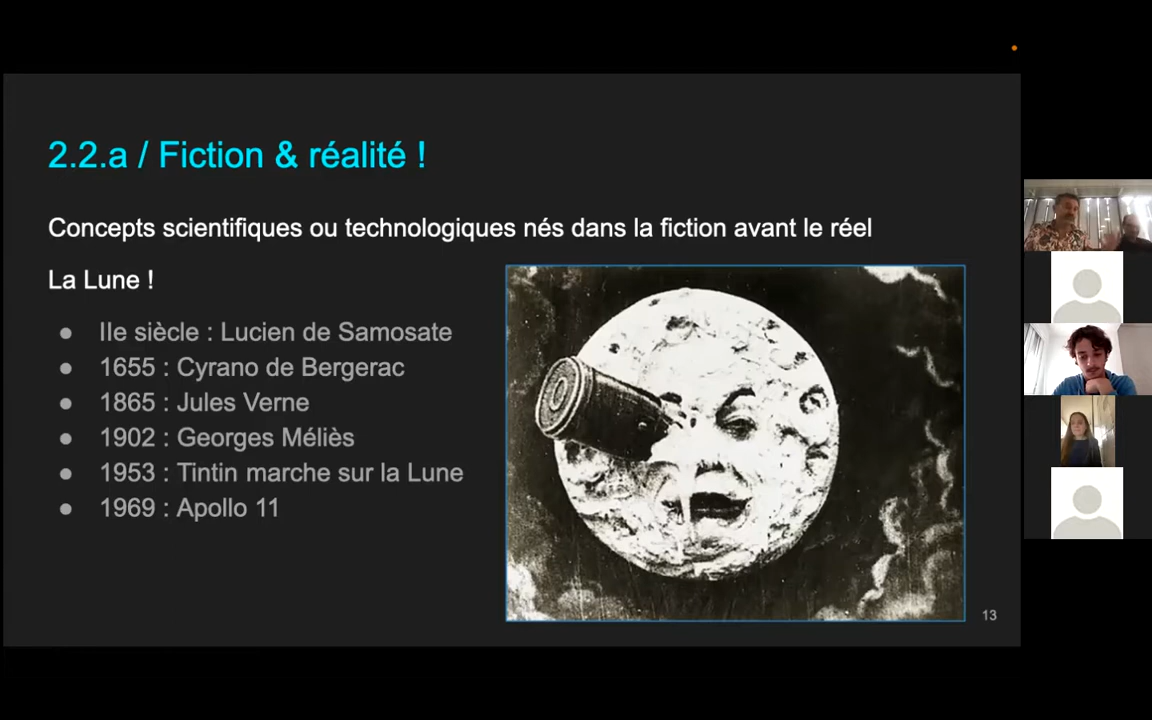 2.2.a / Fiction & réalité !
Concepts scientifiques ou technologiques nés dans la fiction avant le réel
La Lune !
● IIe siècle : Lucien de Samosate
● 1655 : Cyrano de Bergerac
● 1865 : Jules Verne
● 1902 : Georges Méliès
● 1953 : Tintin marche sur la Lune
● 1969 : Apollo 11
13